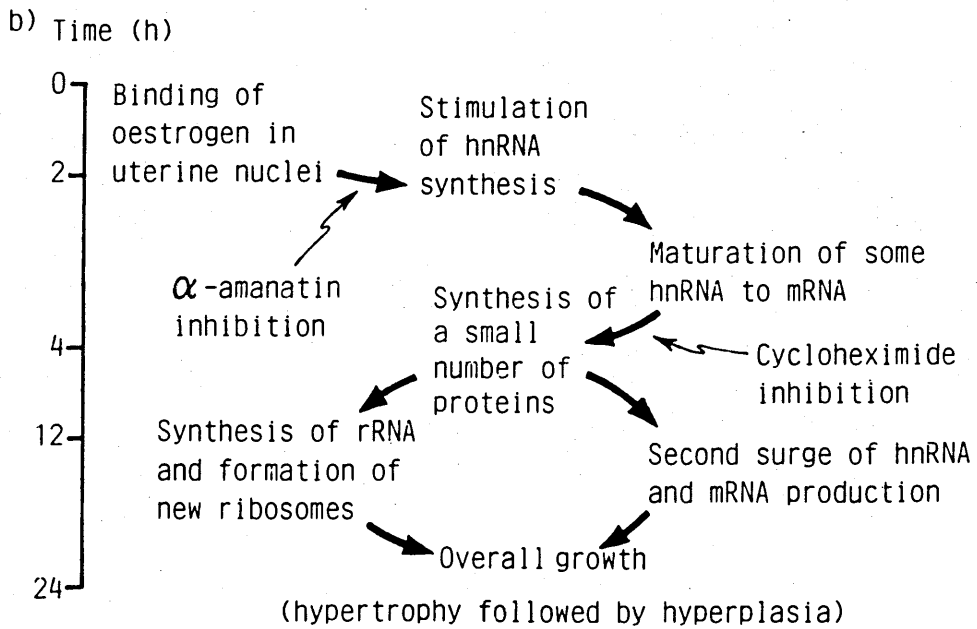 b) Time (h)
0
Binding of
oestrogen in
uterine nuclei
Stimulation
of hnRNA
synthesis
2
α-amanatin
inhibition
Maturation of some
hnRNA to mRNA
Synthesis of
a small
number of
proteins
4
Cycloheximide
inhibition
12
Synthesis of rRNA
and formation of
new ribosomes
Second surge of hnRNA
and mRNA production
Overall growth
24
(hypertrophy followed by hyperplasia)